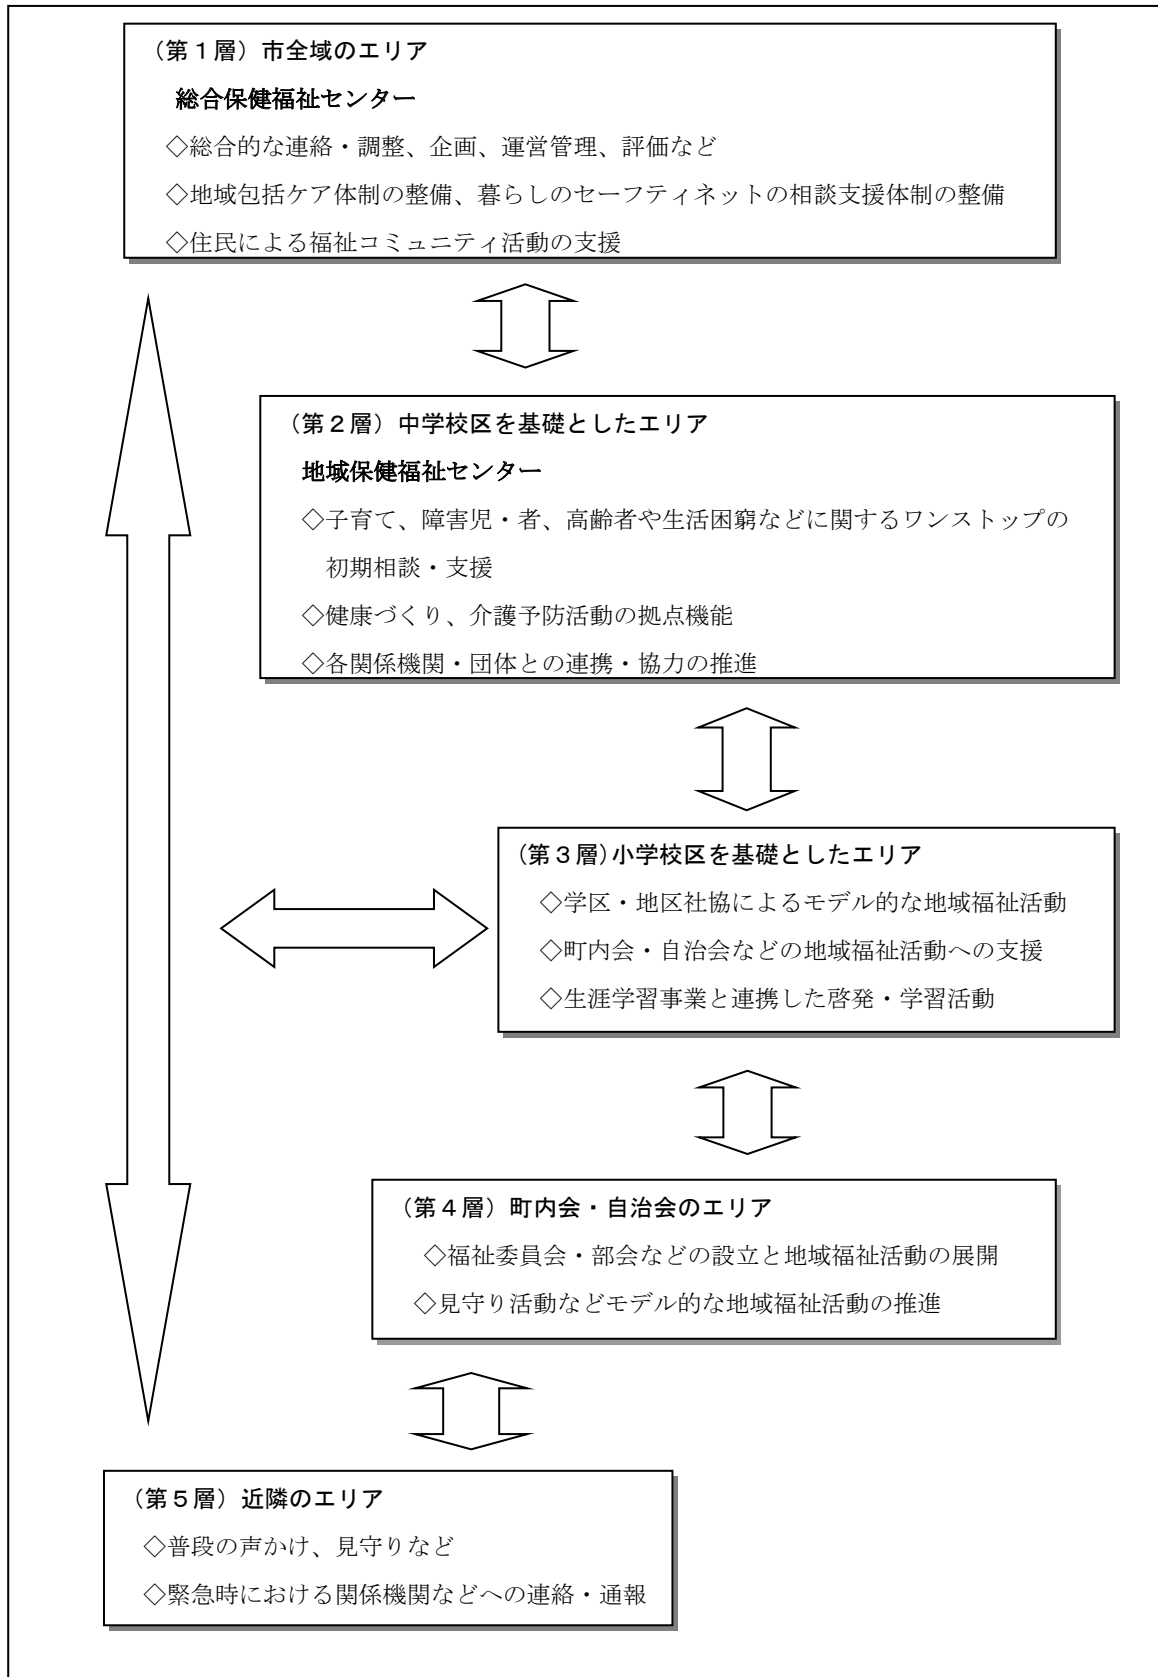 （第１層）市全域のエリア
総合保健福祉センター
◇総合的な連絡・調整、企画、運営管理、評価など
◇地域包括ケア体制の整備、暮らしのセーフティネットの相談支援体制の整備
◇住民による福祉コミュニティ活動の支援
（第２層）中学校区を基礎としたエリア
地域保健福祉センター
◇子育て、障害児・者、高齢者や生活困窮などに関するワンストップの
初期相談・支援
◇健康づくり、介護予防活動の拠点機能
◇各関係機関・団体との連携・協力の推進
（第３層）小学校区を基礎としたエリア
◇学区・地区社協によるモデル的な地域福祉活動
◇町内会・自治会などの地域福祉活動への支援
◇生涯学習事業と連携した啓発・学習活動
（第４層）町内会・自治会のエリア
◇福祉委員会・部会などの設立と地域福祉活動の展開
◇見守り活動などモデル的な地域福祉活動の推進
（第５層）近隣のエリア
◇普段の声かけ、見守りなど
◇緊急時における関係機関などへの連絡・通報